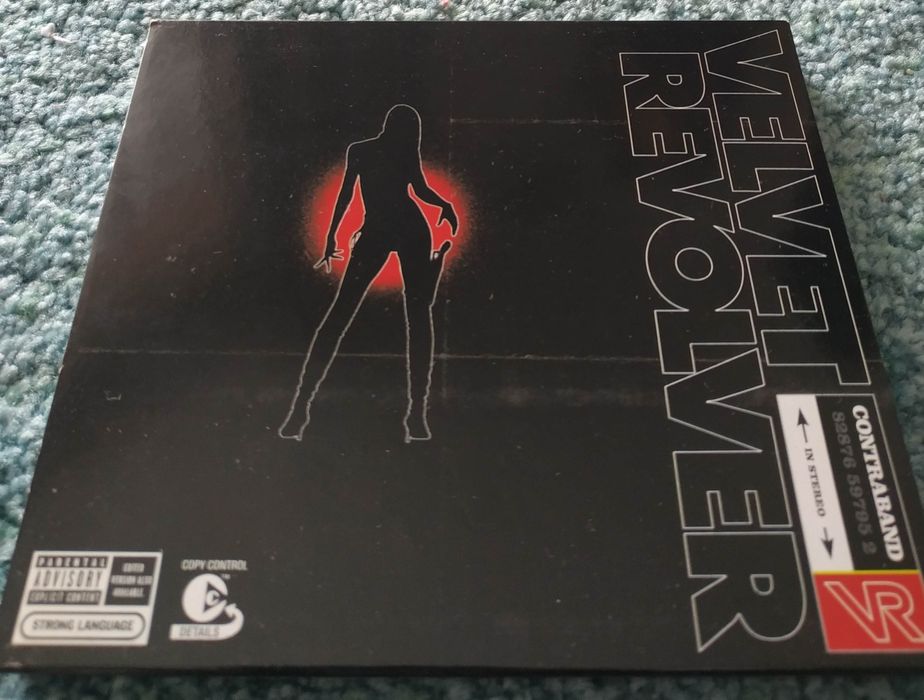 VELVET
REVOLVER
CONTRABAND
82876 59795 2
IN STEREO
VR
PARENTAL
ADVISORY
EXPLICIT CONTENT
EDITED
VERSION ALSO
AVAILABLE.
STRONG LANGUAGE
COPY CONTROL
C
TM
DETAILS